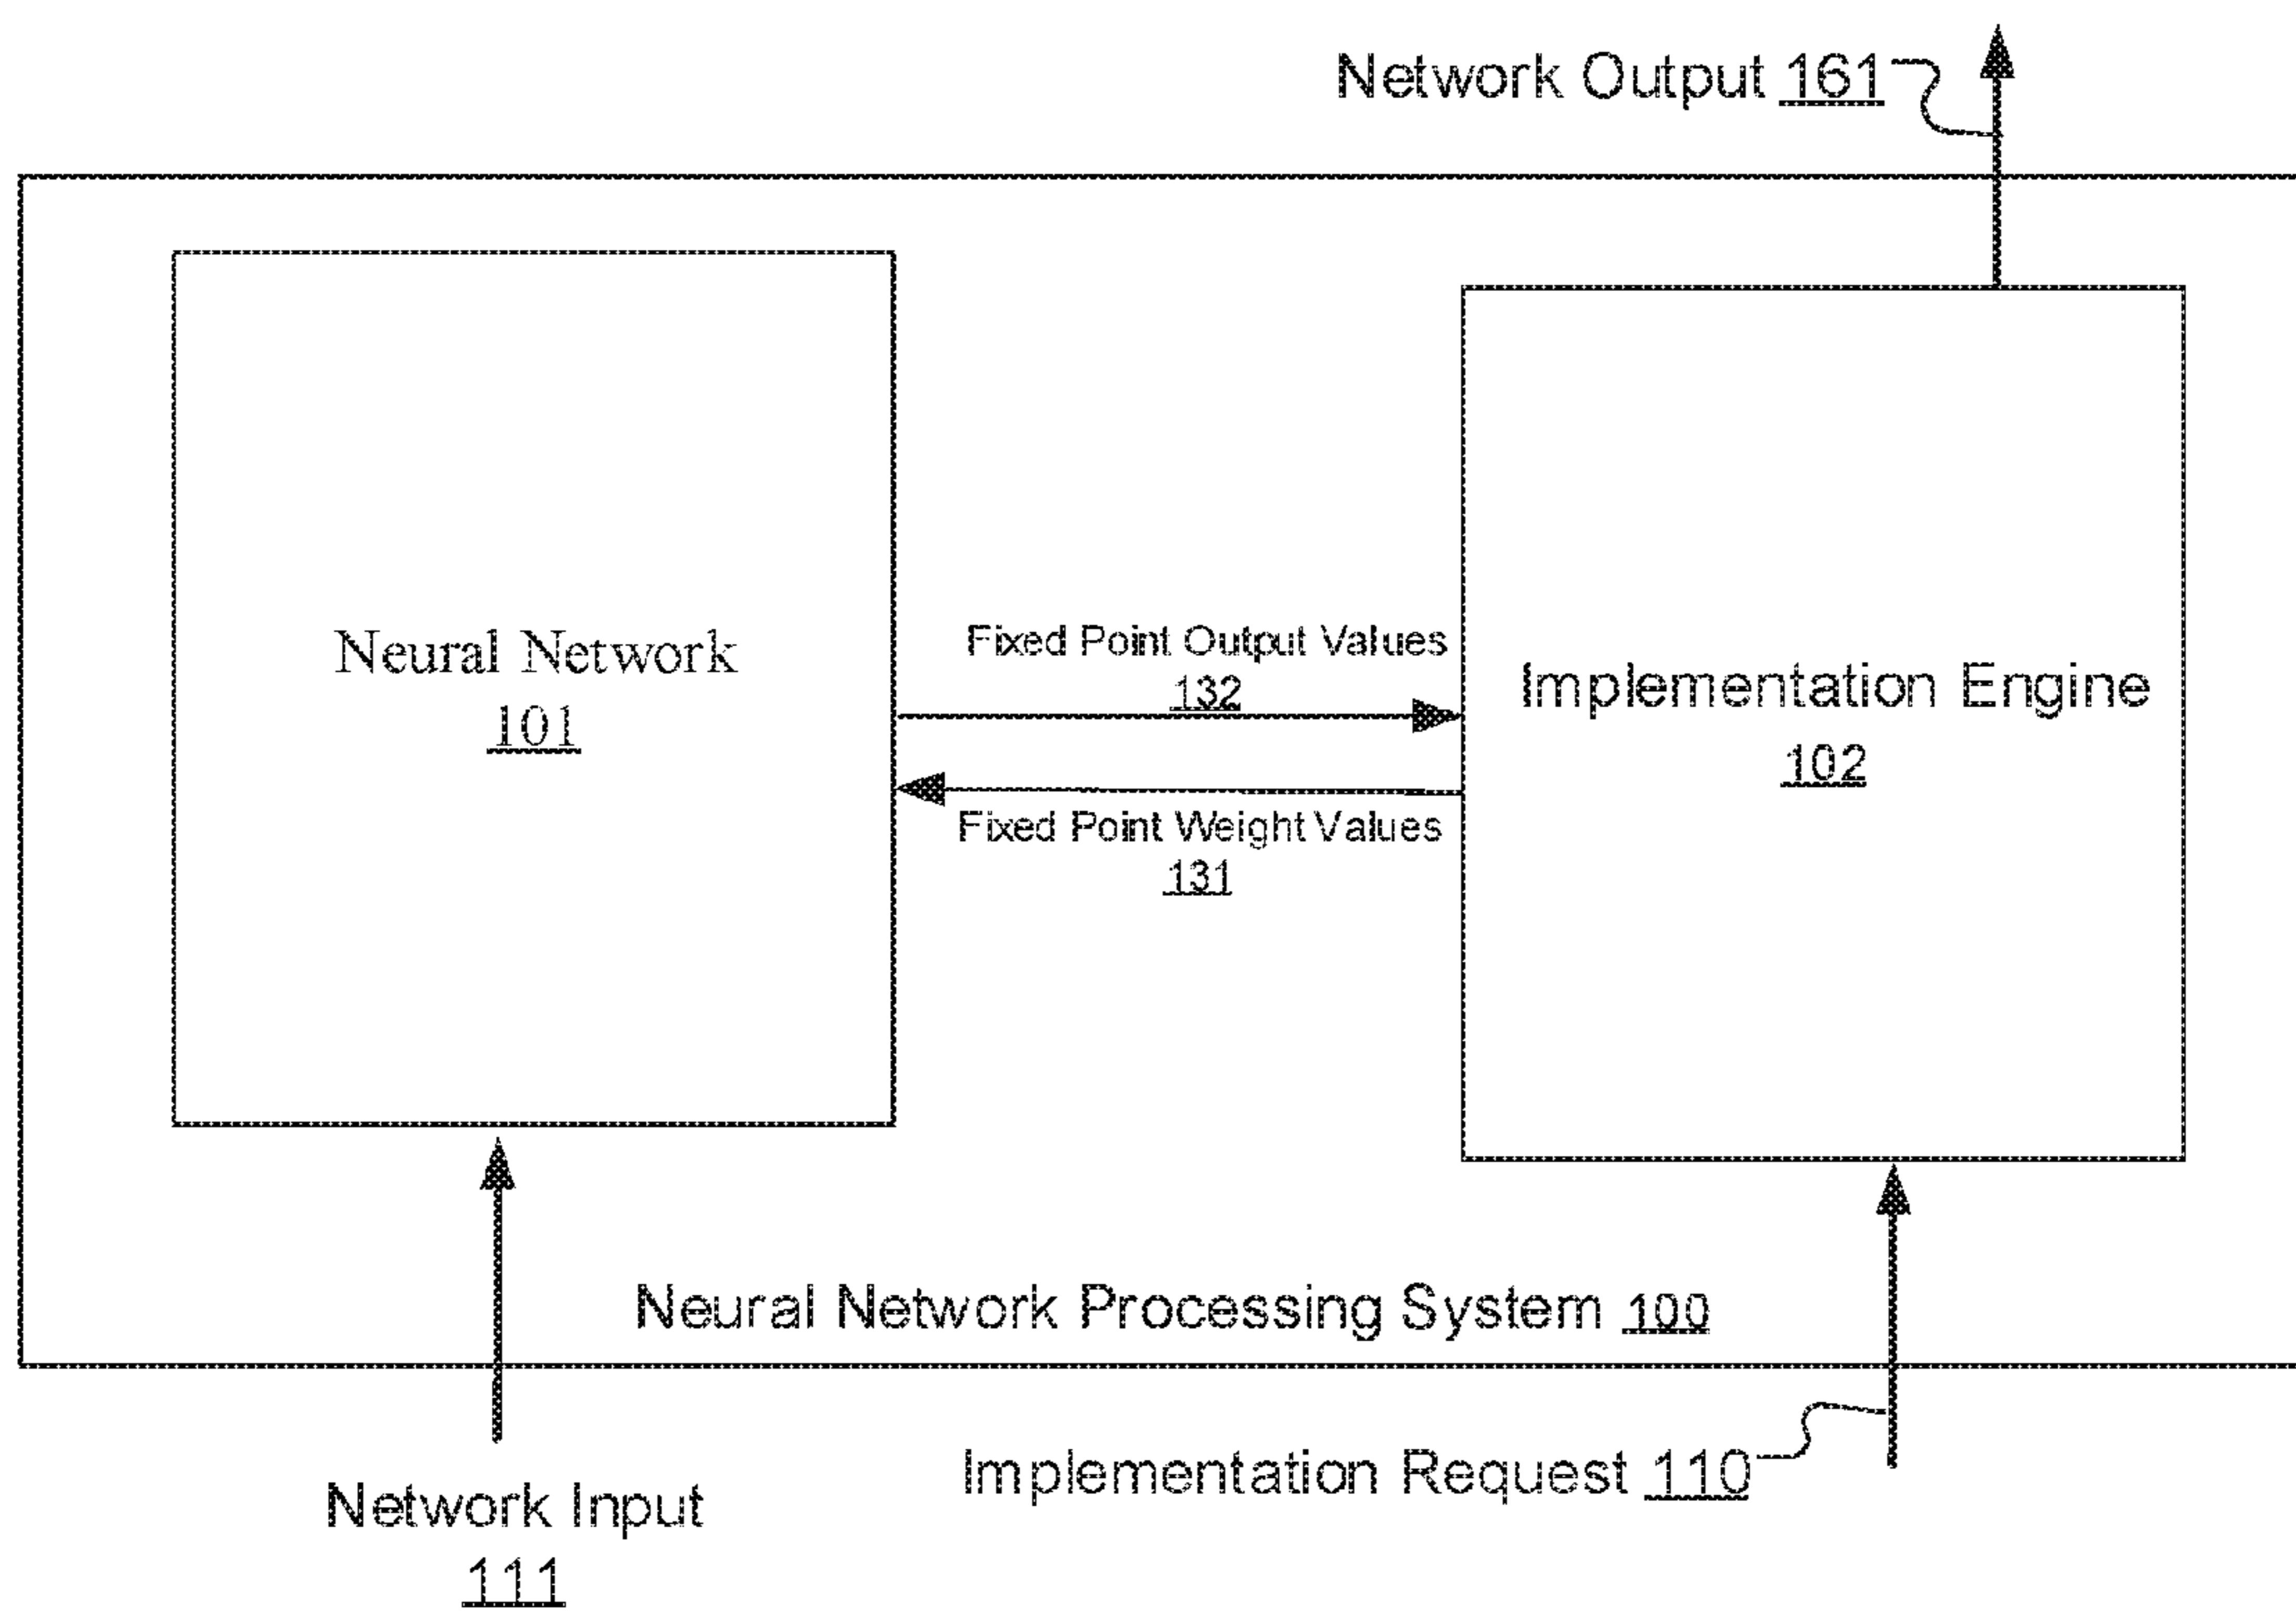 Network Output 161
Neural Network
101
Fixed Point Output Values
132
Implementation Engine
102
Fixed Point Weight Values
131
Neural Network Processing System 100
Implementation Request 110
Network Input
111